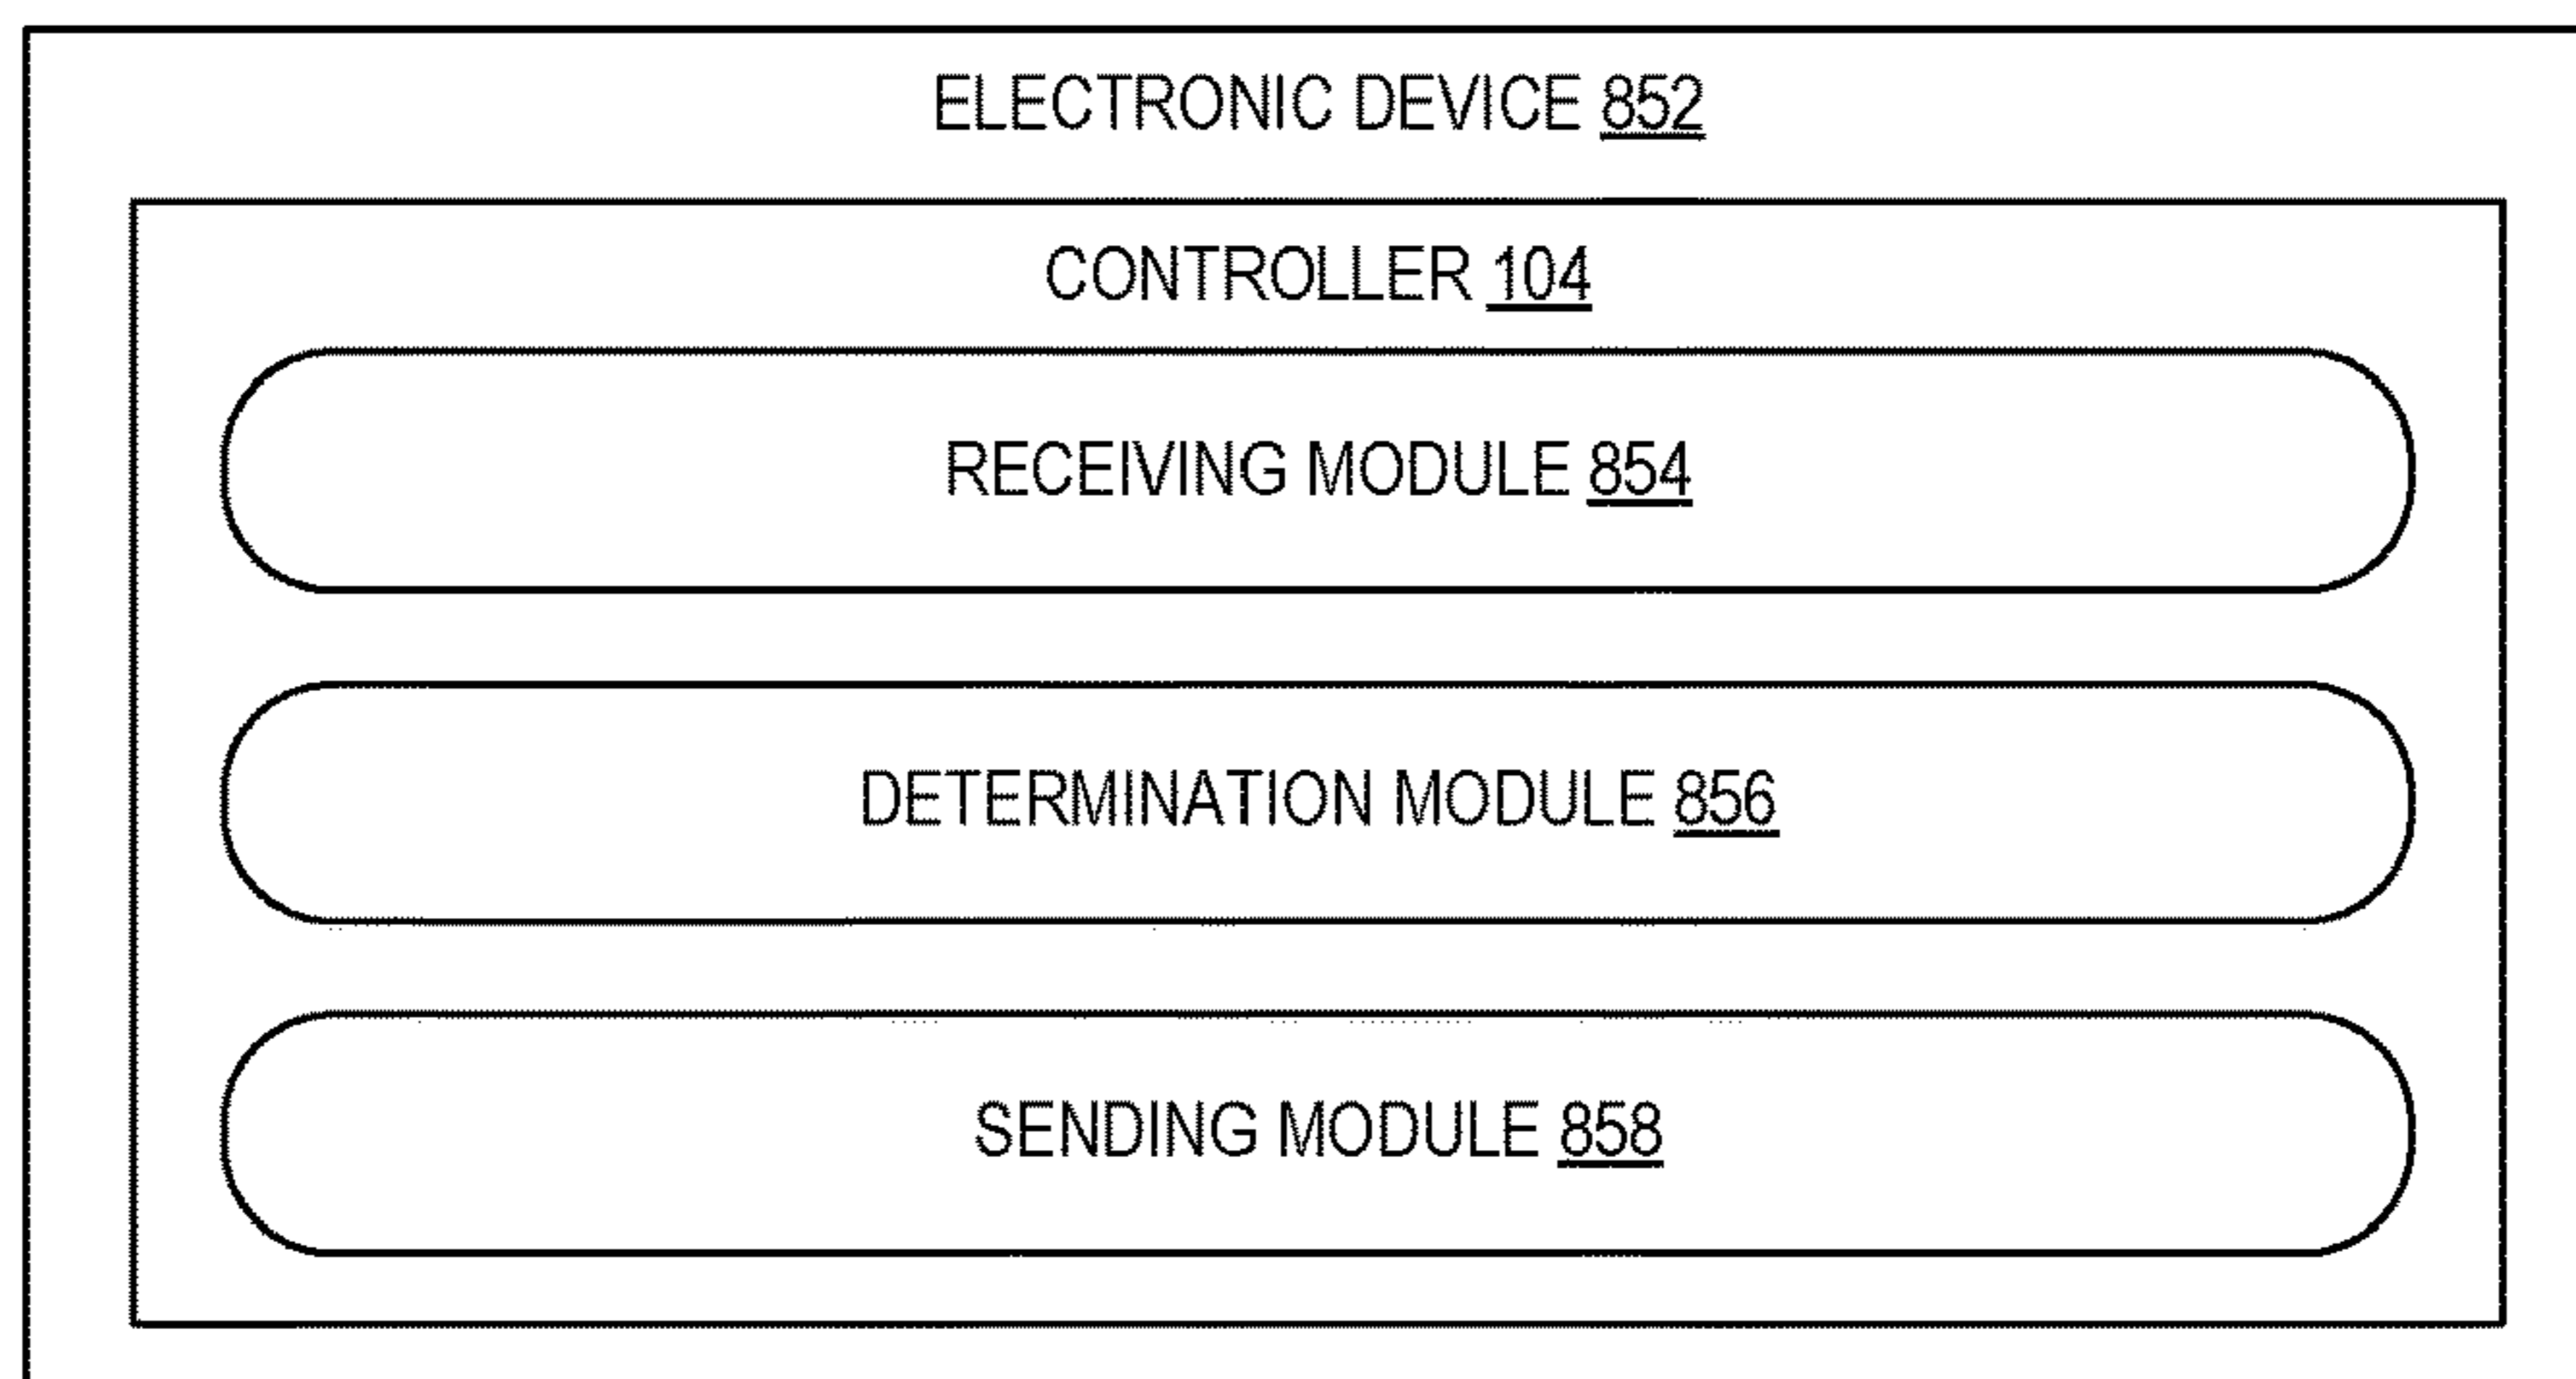 ELECTRONIC DEVICE 852
CONTROLLER 104
RECEIVING MODULE 854
DETERMINATION MODULE 856
SENDING MODULE 858